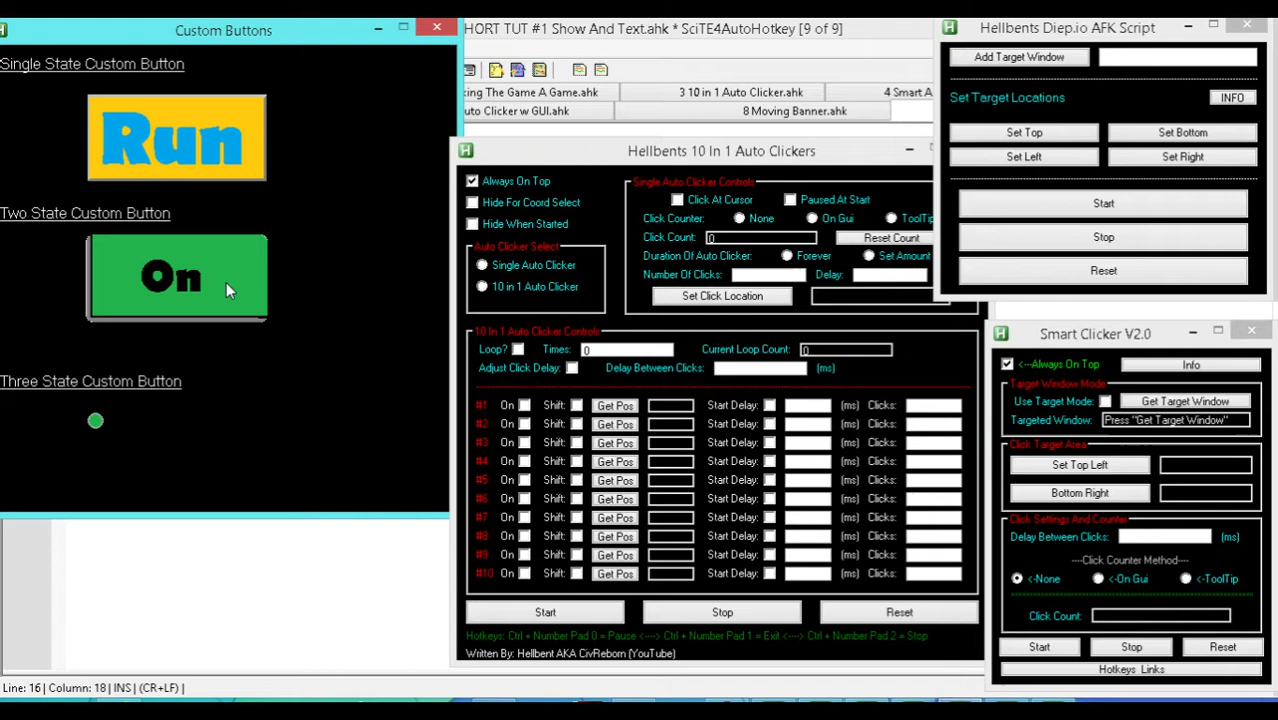 Custom Buttons
Single State Custom Button
Run
Two State Custom Button
On
Three State Custom Button
HORT TUT #1 Show And Text.ahk * SciTE4AutoHotkey [9 of 9]
king The Game A Game.ahk
3 10 in 1 Auto Clicker.ahk
4 Smart A
uto Clicker w GUI.ahk
8 Moving Banner.ahk
Hellbents 10 In 1 Auto Clickers
Always On Top
Hide For Coord Select
Hide When Started
Auto Clicker Select
Single Auto Clicker
10 in 1 Auto Clicker
Single Auto Clicker Controls
Click At Cursor Paused At Start
Click Counter: None On Gui ToolTip
Click Count: 0 Reset Count
Duration Of Auto Clicker: Forever Set Amount
Number Of Clicks: Delay:
Set Click Location
10 In 1 Auto Clicker Controls
Loop? Times: 0 Current Loop Count: 0
Adjust Click Delay: Delay Between Clicks: (ms)
#1 On Shift: Get Pos Start Delay: (ms) Clicks:
#2 On Shift: Get Pos Start Delay: (ms) Clicks:
#3 On Shift: Get Pos Start Delay: (ms) Clicks:
#4 On Shift: Get Pos Start Delay: (ms) Clicks:
#5 On Shift: Get Pos Start Delay: (ms) Clicks:
#6 On Shift: Get Pos Start Delay: (ms) Clicks:
#7 On Shift: Get Pos Start Delay: (ms) Clicks:
#8 On Shift: Get Pos Start Delay: (ms) Clicks:
#9 On Shift: Get Pos Start Delay: (ms) Clicks:
#10 On Shift: Get Pos Start Delay: (ms) Clicks:
Start Stop Reset
Hotkeys: Ctrl + Number Pad 0 = Pause <----> Ctrl + Number Pad 1 = Exit <----> Ctrl + Number Pad 2 = Stop
Written By: Hellbent AKA CivReborn (YouTube)
Hellbents Diep.io AFK Script
Add Target Window
Set Target Locations INFO
Set Top Set Bottom
Set Left Set Right
Start
Stop
Reset
Smart Clicker V2.0
<---Always On Top Info
Target Window Mode
Use Target Mode: Get Target Window
Targeted Window: Press "Get Target Window"
Click Target Area
Set Top Left
Bottom Right
Click Settings And Counter
Delay Between Clicks: (ms)
----Click Counter Method----
<-None <-On Gui <-ToolTip
Click Count:
Start Stop Reset
Hotkeys Links
Line: 16 | Column: 18 | INS | (CR+LF) |